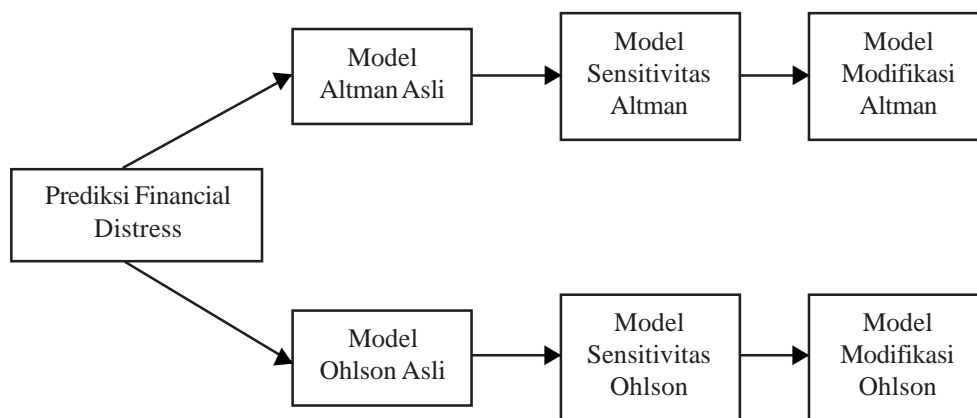 Prediksi Financial
Distress
Model
Altman Asli
Model
Sensitivitas
Altman
Model
Modifikasi
Altman
Model
Ohlson Asli
Model
Sensitivitas
Ohlson
Model
Modifikasi
Ohlson